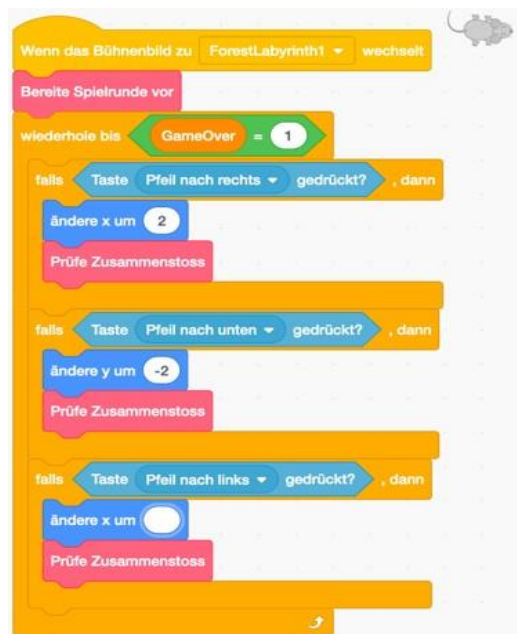 Wenn das Bühnenbild zu ForestLabyrinth1 wechselt
Bereite Spielrunde vor
wiederhole bis GameOver = 1
falls Taste Pfeil nach rechts gedrückt? , dann
ändere x um 2
Prüfe Zusammenstoss
falls Taste Pfeil nach unten gedrückt? , dann
ändere y um -2
Prüfe Zusammenstoss
falls Taste Pfeil nach links gedrückt? , dann
ändere x um
Prüfe Zusammenstoss